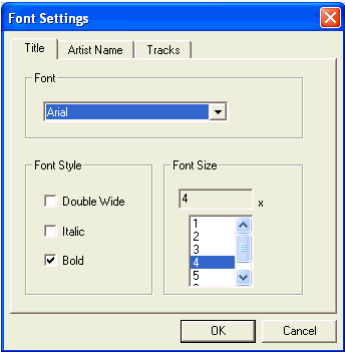 Font Settings
Title Artist Name Tracks
Font
Arial
Font Style
Double Wide
Italic
Bold
Font Size
4 x
1
2
3
4
5
OK Cancel